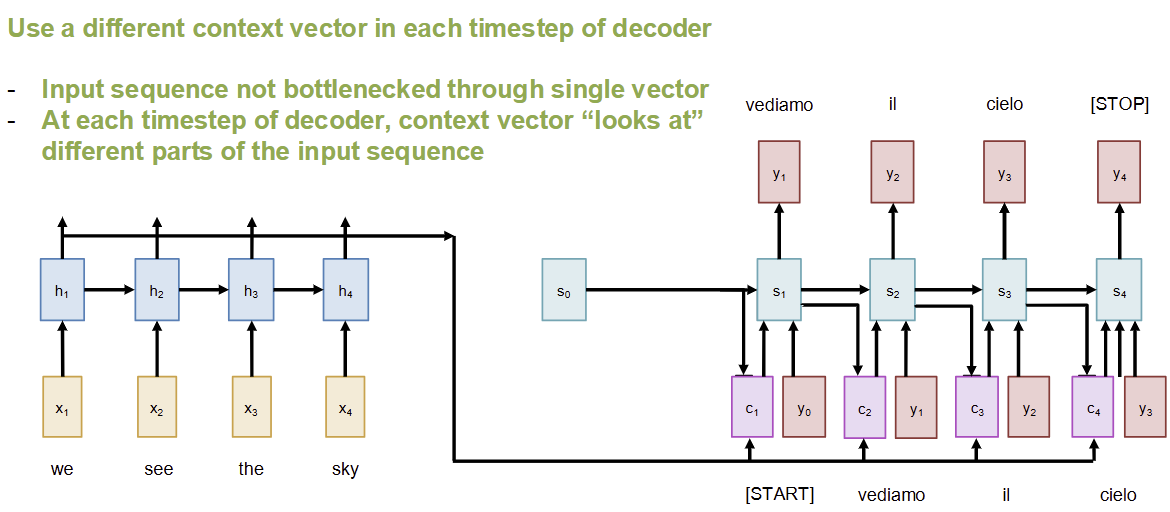 Use a different context vector in each timestep of decoder
- Input sequence not bottlenecked through single vector
- At each timestep of decoder, context vector “looks at”
different parts of the input sequence
vediamo il cielo [STOP]
y1 y2 y3 y4
h1 h2 h3 h4 s0 s1 s2 s3 s4
x1 x2 x3 x4 c1 y0 c2 y1 c3 y2 c4 y3
we see the sky
[START] vediamo il cielo